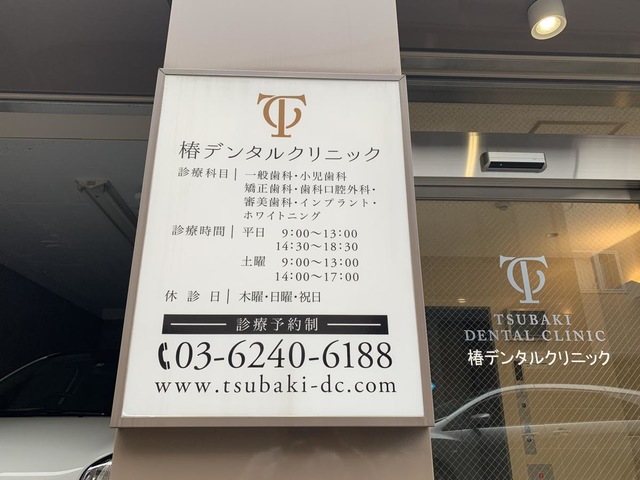 TC
椿デンタルクリニック
診療科目 一般歯科・小児歯科
矯正歯科・歯科口腔外科・
審美歯科・インプラント・
ホワイトニング
診療時間 平日 9:00〜13:00
14:30〜18:30
土曜 9:00〜13:00
14:00〜17:00
休診日 木曜・日曜・祝日
診療予約制
03-6240-6188
www.tsubaki-dc.com
TC
TSUBAKI
DENTAL CLINIC
椿デンタルクリニック